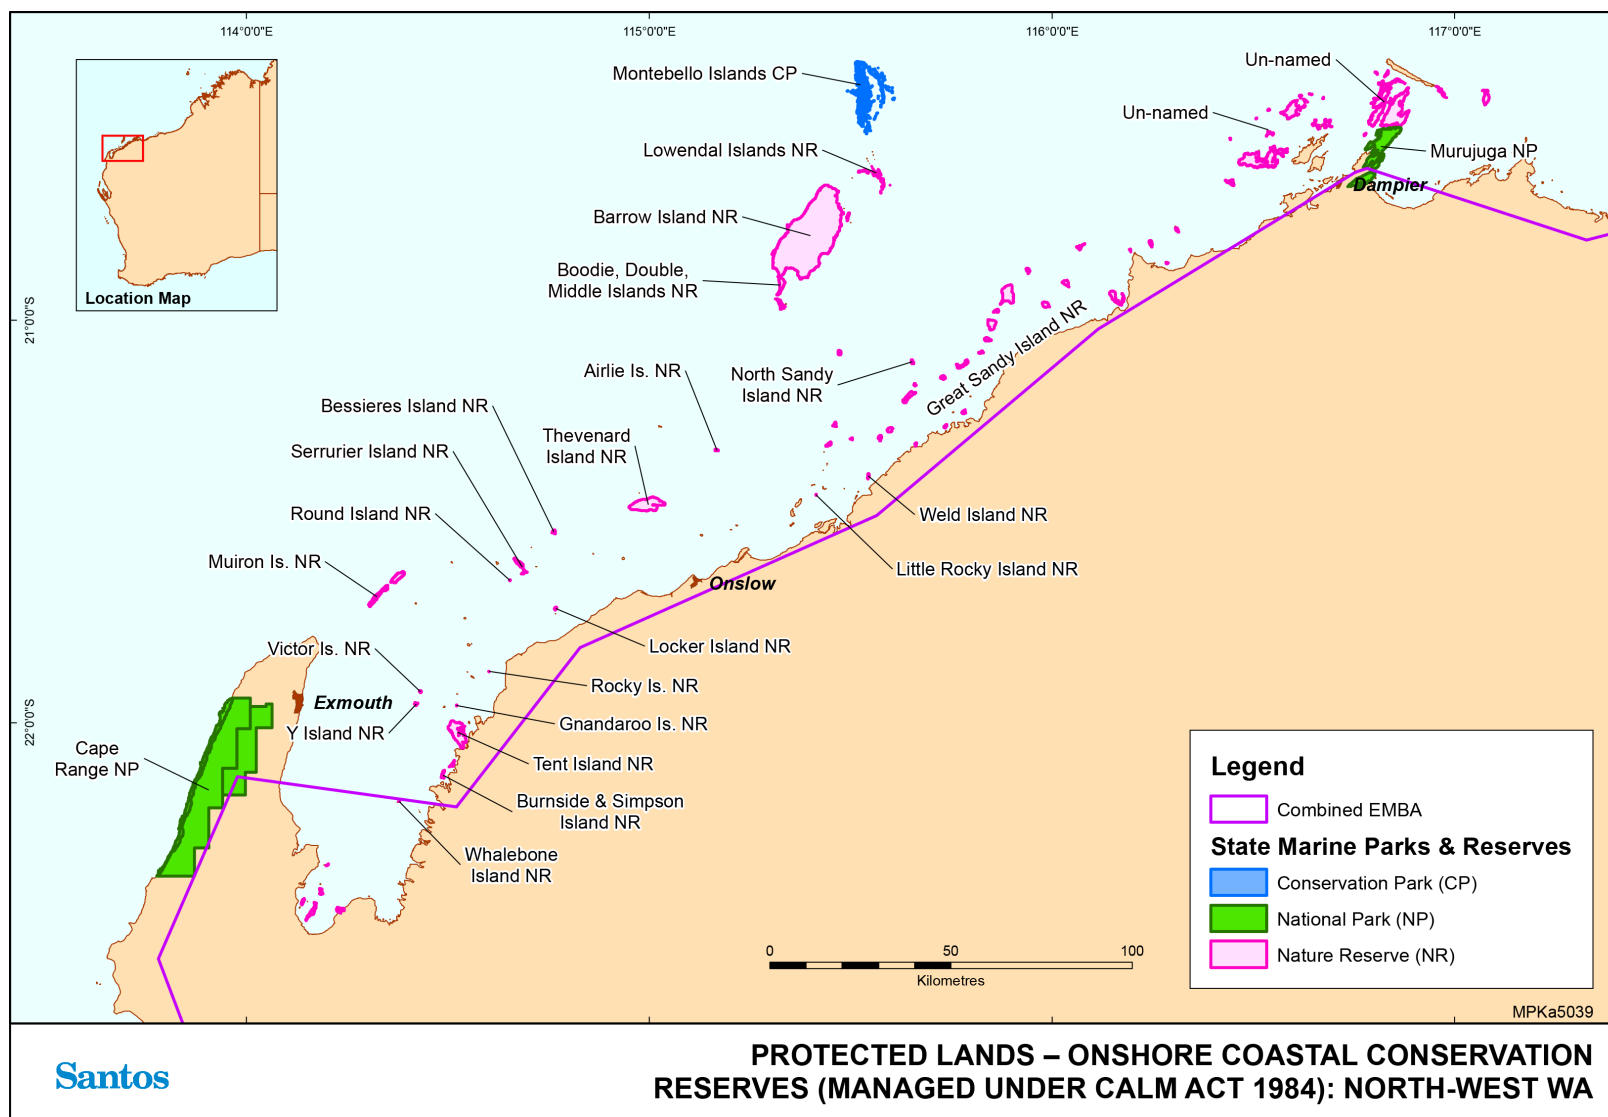 114°0'0"E
115°0'0"E
116°0'0"E
117°0'0"E
21°0'0"S
22°0'0"S
Location Map
Montebello Islands CP
Lowendal Islands NR
Barrow Island NR
Boodie, Double,
Middle Islands NR
Un-named
Un-named
Murujuga NP
Dampier
Great Sandy Island NR
North Sandy
Island NR
Airlie Is. NR
Bessieres Island NR
Thevenard
Island NR
Serrurier Island NR
Round Island NR
Muiron Is. NR
Weld Island NR
Little Rocky Island NR
Onslow
Locker Island NR
Victor Is. NR
Rocky Is. NR
Exmouth
Gnandaroo Is. NR
Y Island NR
Cape
Range NP
Tent Island NR
Burnside & Simpson
Island NR
Whalebone
Island NR
0
50
100
Kilometres
Legend
Combined EMBA
State Marine Parks & Reserves
Conservation Park (CP)
National Park (NP)
Nature Reserve (NR)
MPKa5039
Santos
PROTECTED LANDS – ONSHORE COASTAL CONSERVATION
RESERVES (MANAGED UNDER CALM ACT 1984): NORTH-WEST WA